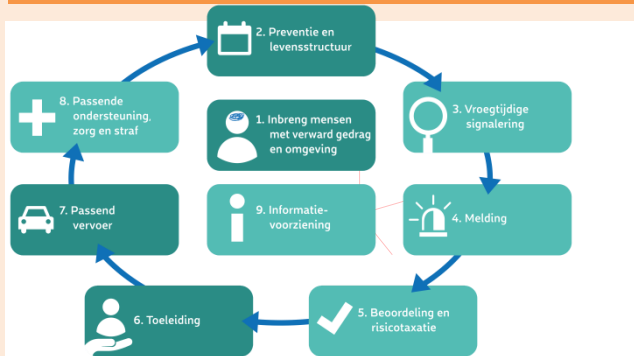 2. Preventie en
levensstructuur
8. Passende
ondersteuning,
zorg en straf
1. Inbreng mensen
met verward gedrag
en omgeving
3. Vroegtijdige
signalering
7. Passend
vervoer
9. Informatie-
voorziening
4. Melding
6. Toeleiding
5. Beoordeling en
risicotaxatie